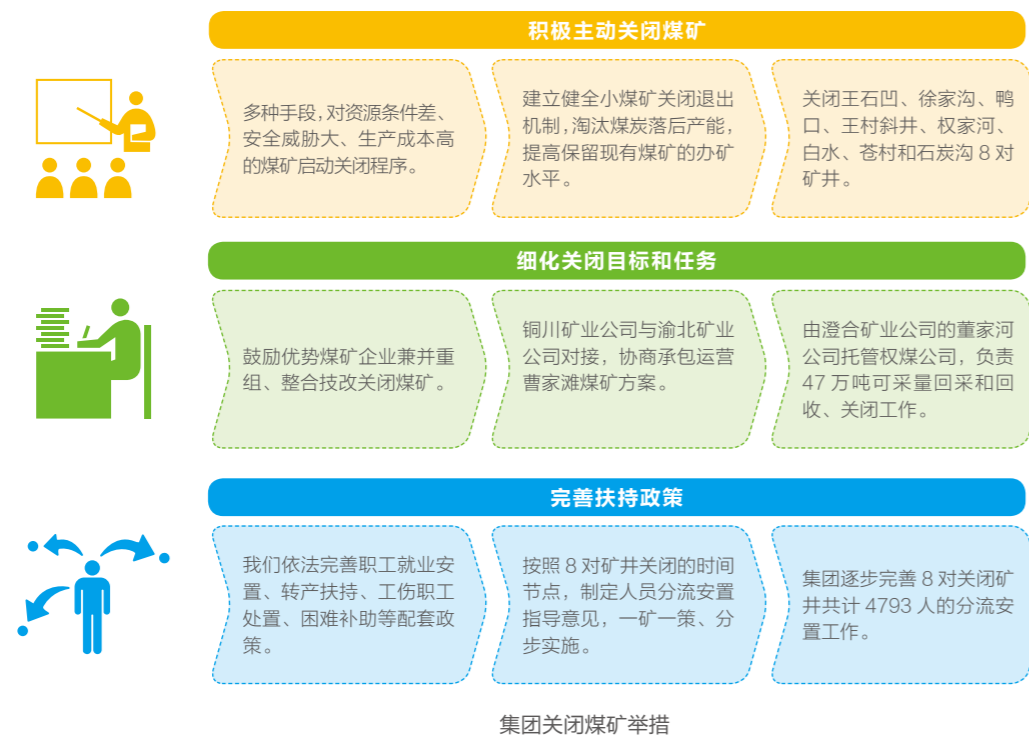 积极主动关闭煤矿
多种手段，对资源条件差、
安全威胁大、生产成本高
的煤矿启动关闭程序。
建立健全小煤矿关闭退出
机制，淘汰煤炭落后产能，
提高保留现有煤矿的办矿
水平。
关闭王石凹、徐家沟、鸭
口、王村斜井、权家河、
白水、苍村和石炭沟 8 对
矿井。
细化关闭目标和任务
鼓励优势煤矿企业兼并重
组、整合技改关闭煤矿。
铜川矿业公司与渝北矿业
公司对接，协商承包运营
曹家滩煤矿方案。
由澄合矿业公司的董家河
公司托管权煤公司，负责
47 万吨可采量回采和回
收、关闭工作。
完善扶持政策
我们依法完善职工就业安
置、转产扶持、工伤职工
处置、困难补助等配套政
策。
按照 8 对矿井关闭的时间
节点，制定人员分流安置
指导意见，一矿一策、分
步实施。
集团逐步完善 8 对关闭矿
井共计 4793 人的分流安
置工作。
集团关闭煤矿举措